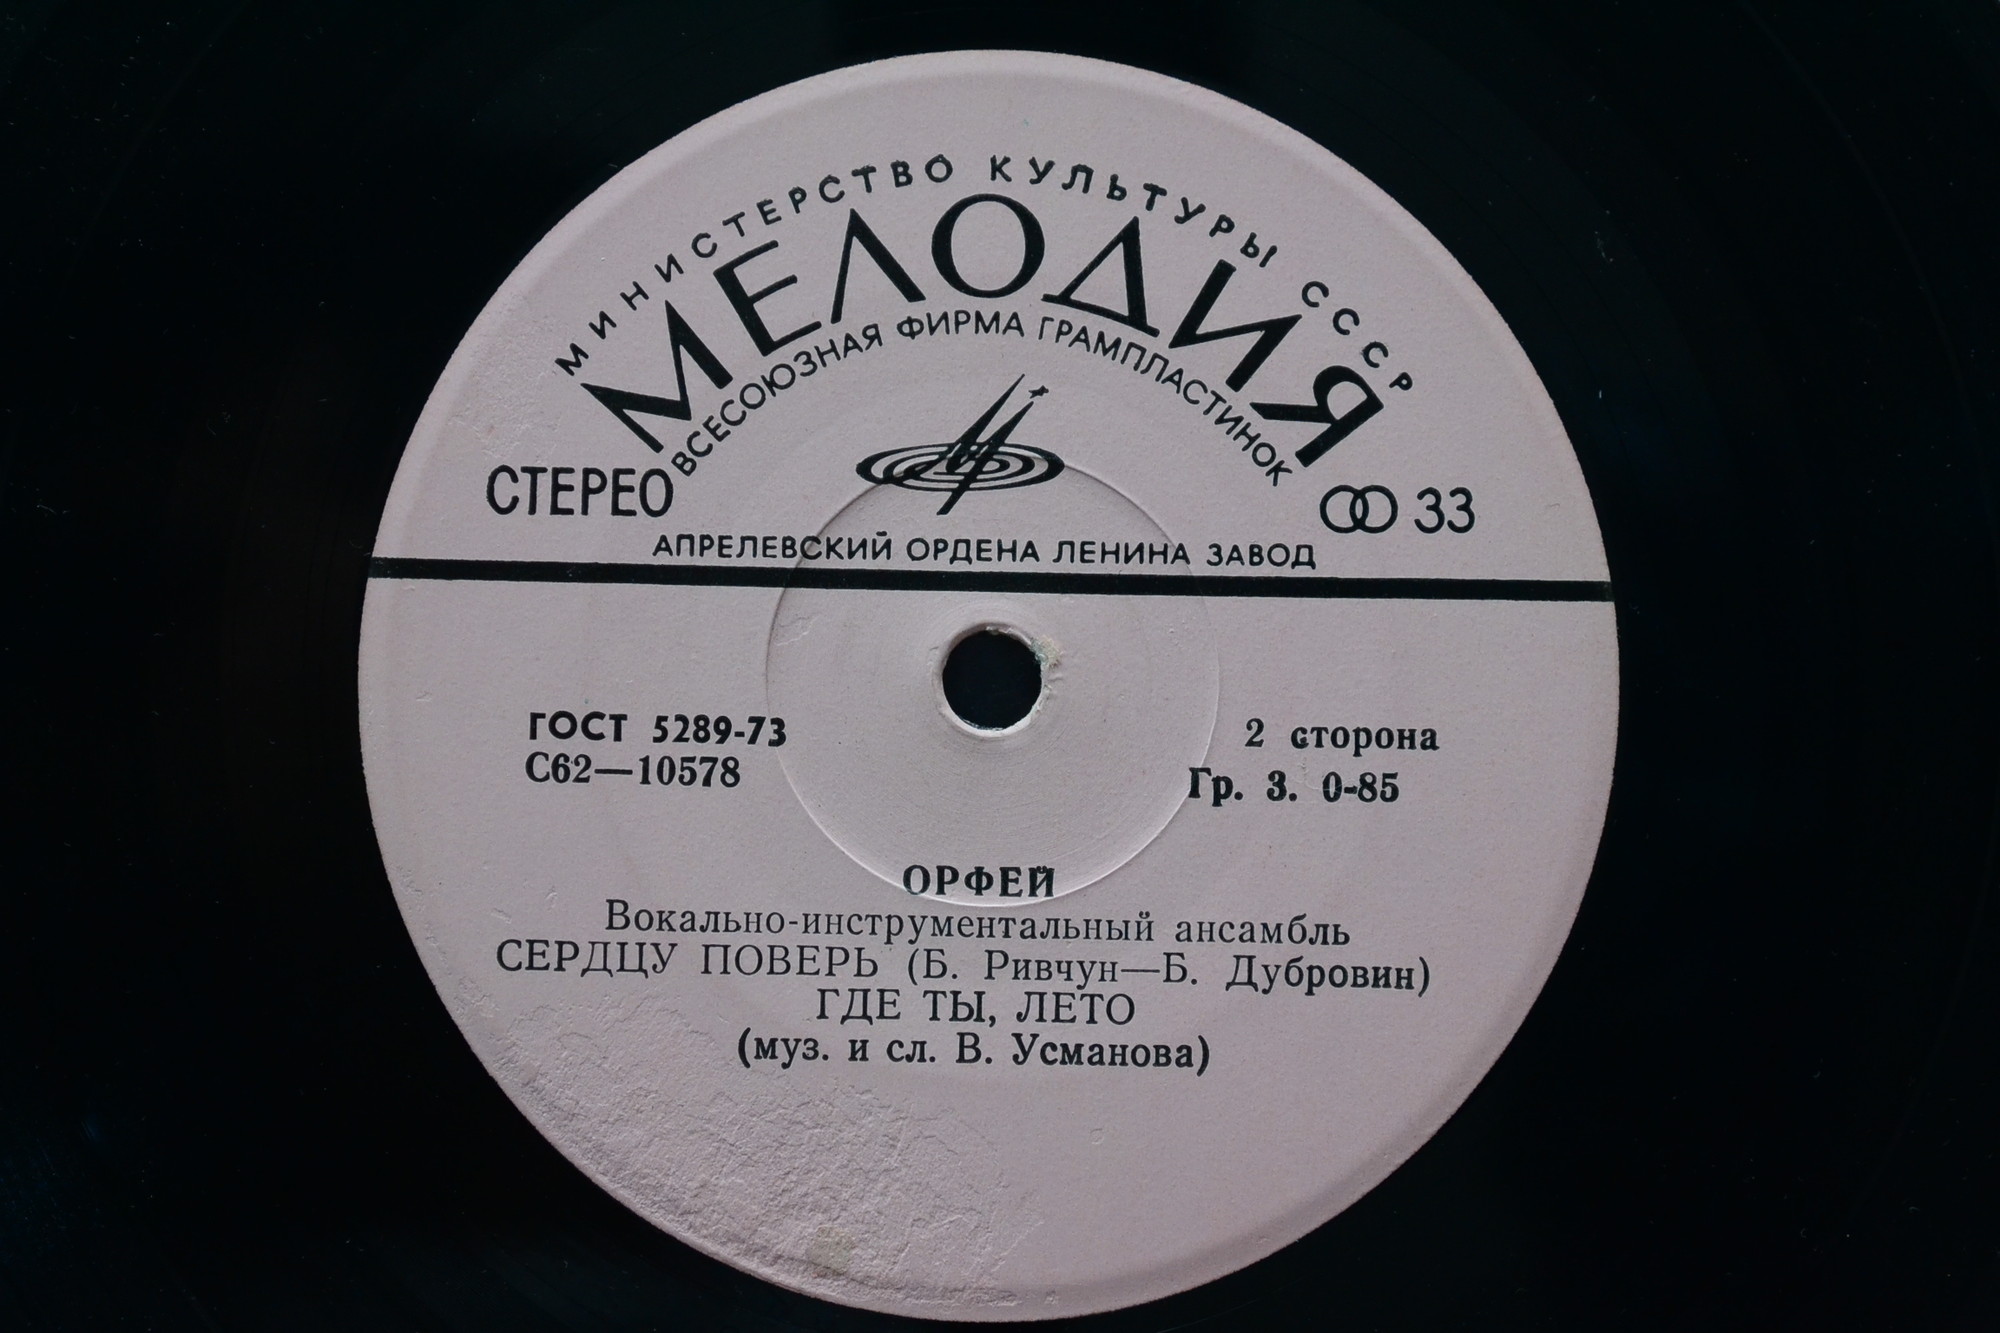 МИНИСТЕРСТВО КУЛЬТУРЫ СССР
МЕЛОДИЯ
ВСЕСОЮЗНАЯ ФИРМА ГРАМПЛАСТИНОК
СТЕРЕО
33
АПРЕЛЕВСКИЙ ОРДЕНА ЛЕНИНА ЗАВОД
ГОСТ 5289-73
С62—10578
2 сторона
Гр. 3. 0-85
ОРФЕЙ
Вокально-инструментальный ансамбль
СЕРДЦУ ПОВЕРЬ (Б. Ривчун—Б. Дубровин)
ГДЕ ТЫ, ЛЕТО
(муз. и сл. В. Усманова)